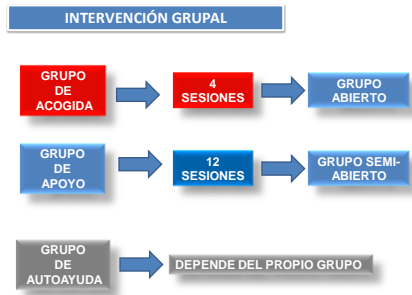 INTERVENCIÓN GRUPAL
GRUPO
DE
ACOGIDA
4
SESIONES
GRUPO
ABIERTO
GRUPO
DE
APOYO
12
SESIONES
GRUPO SEMI-
ABIERTO
GRUPO
DE
AUTOAYUDA
DEPENDE DEL PROPIO GRUPO